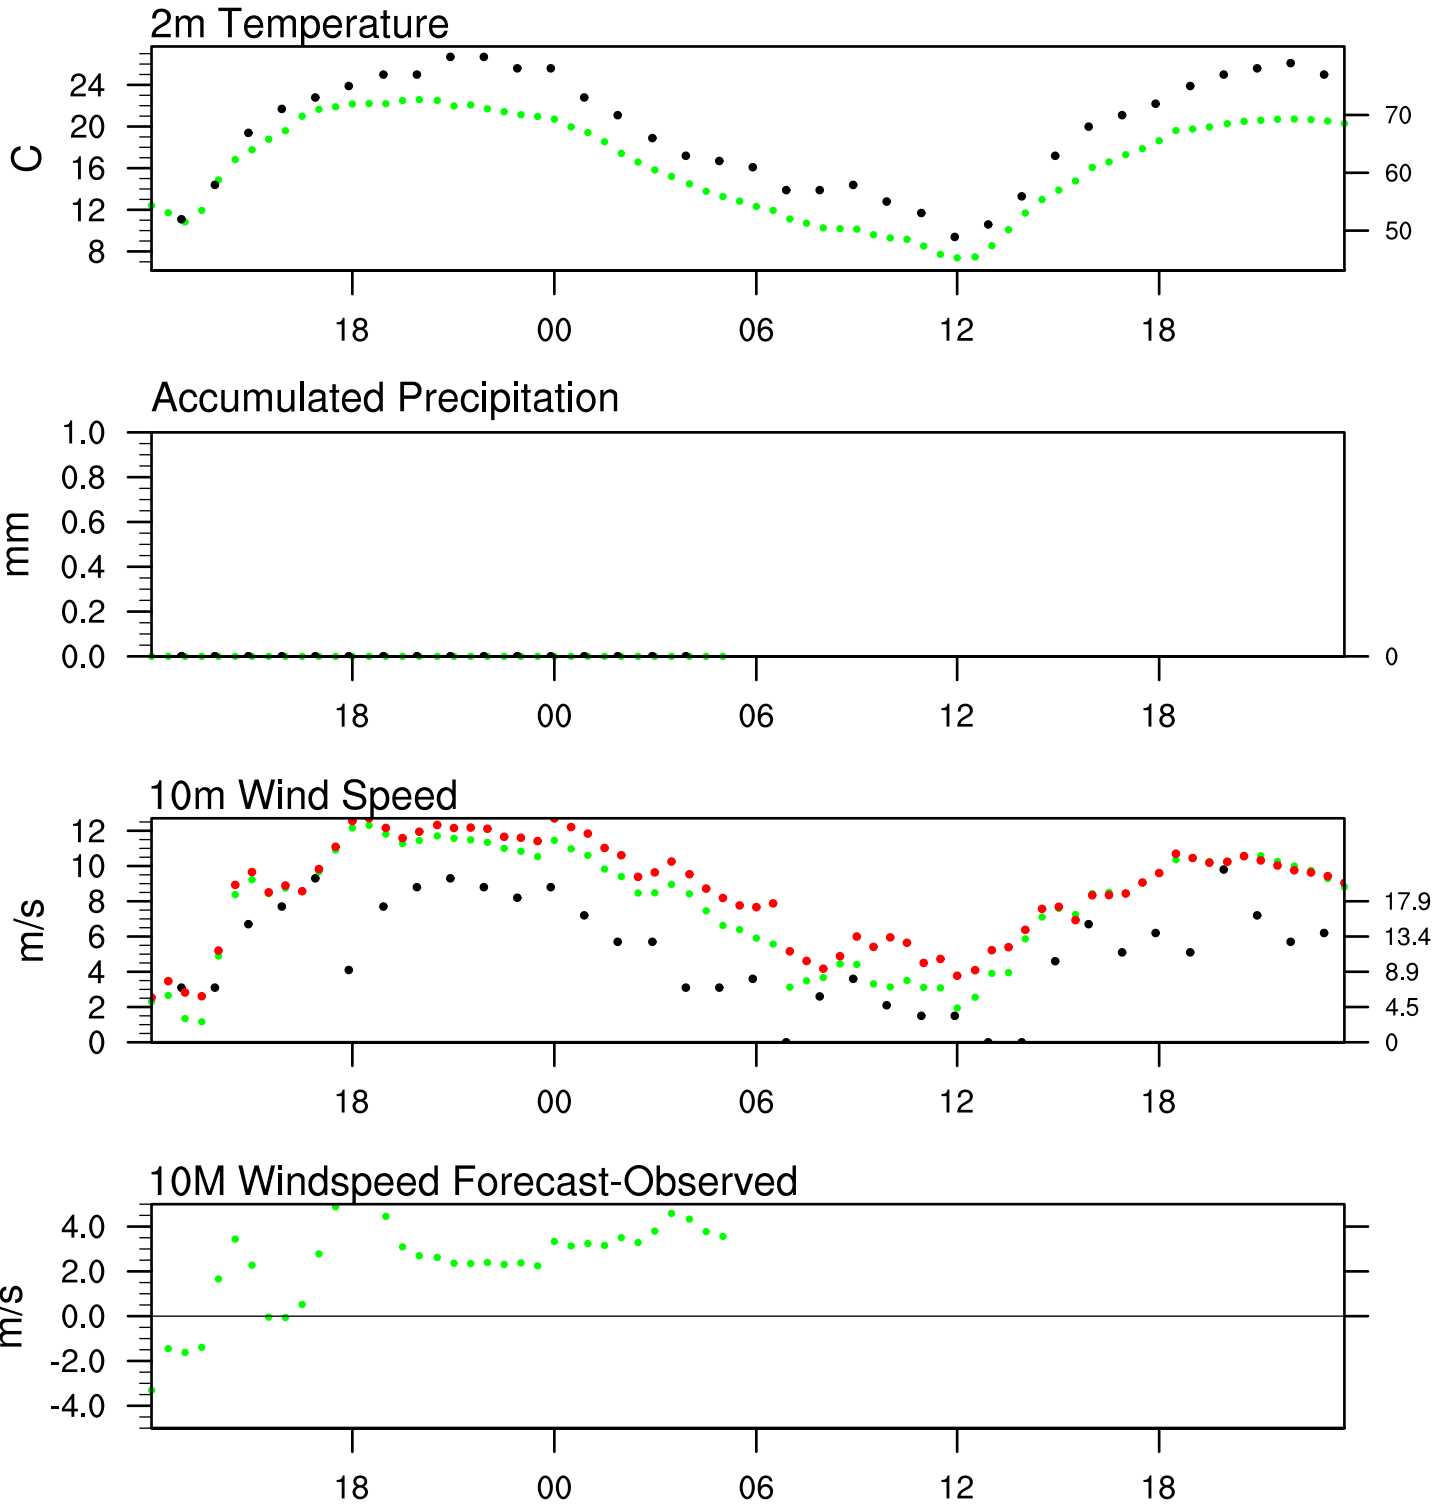 2m Temperature
C
24
20
16
12
8
70
60
50
18 00 06 12 18
Accumulated Precipitation
mm
1.0
0.8
0.6
0.4
0.2
0.0
0
18 00 06 12 18
10m Wind Speed
m/s
12
10
8
6
4
2
0
17.9
13.4
8.9
4.5
0
18 00 06 12 18
10M Windspeed Forecast-Observed
m/s
4.0
2.0
0.0
-2.0
-4.0
18 00 06 12 18